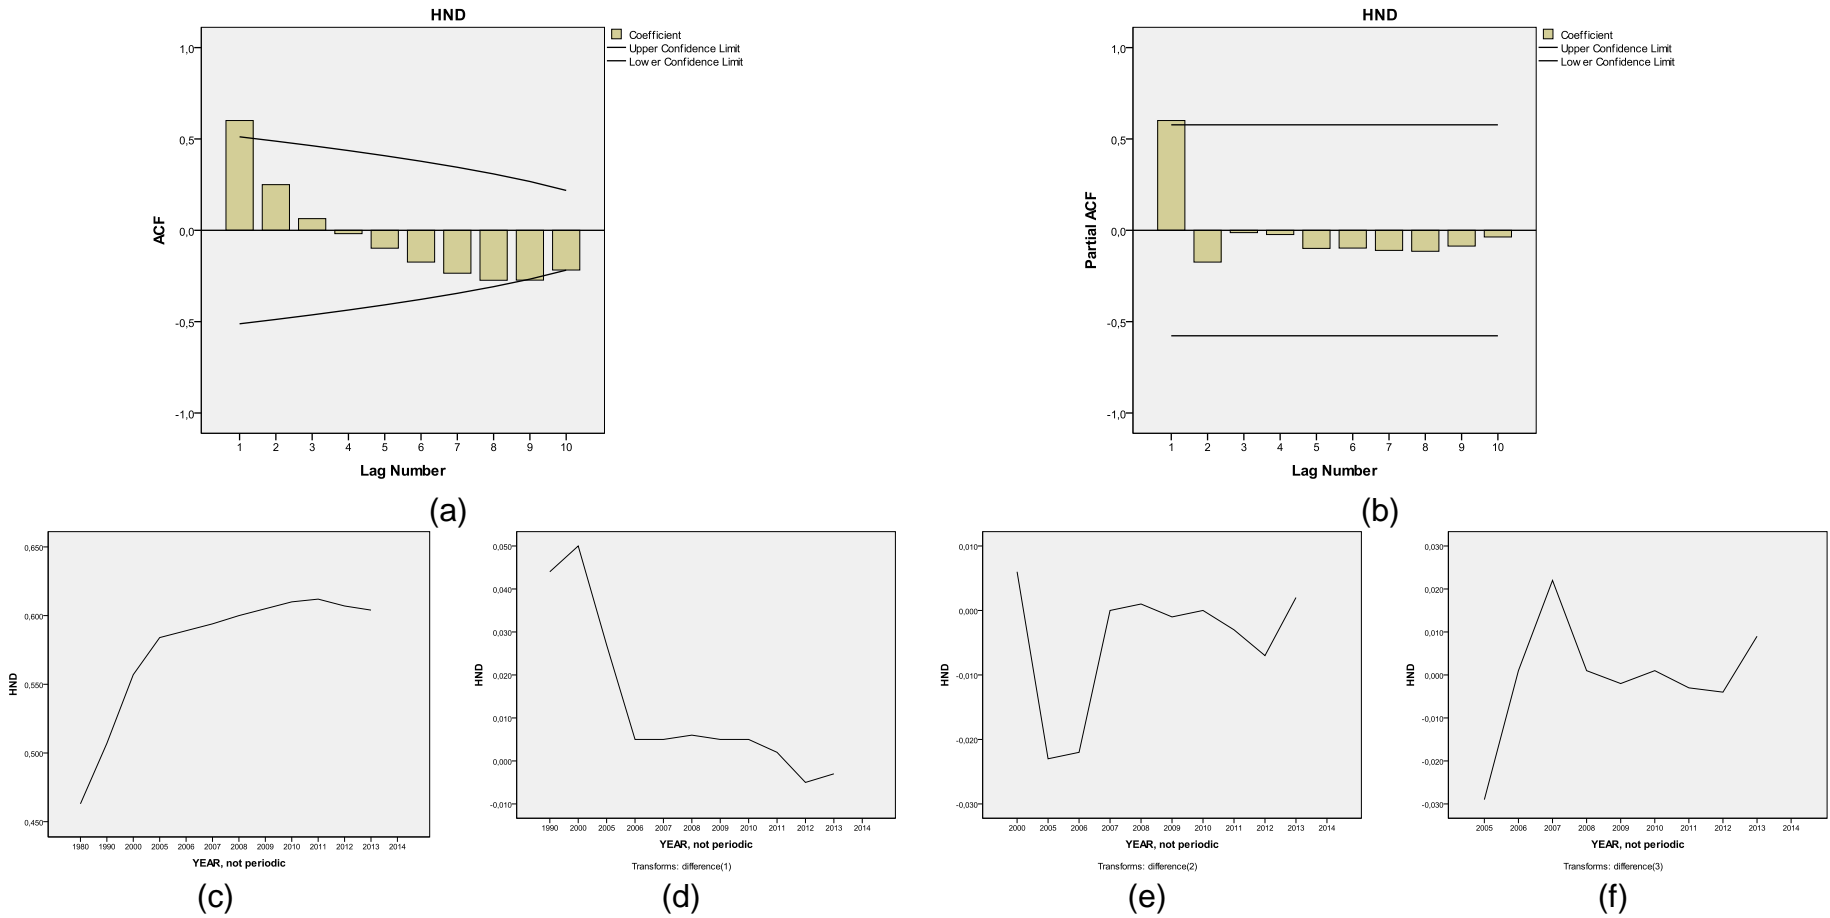 HND
Coefficient
Upper Confidence Limit
Lower Confidence Limit
1,0
0,5
0,0
-0,5
-1,0
ACF
1 2 3 4 5 6 7 8 9 10
Lag Number
(a)
HND
Coefficient
Upper Confidence Limit
Lower Confidence Limit
1,0
0,5
0,0
-0,5
-1,0
Partial ACF
1 2 3 4 5 6 7 8 9 10
Lag Number
(b)
0,650
0,600
0,550
0,500
0,450
HND
1980 1990 2000 2005 2006 2007 2008 2009 2010 2011 2012 2013 2014
YEAR, not periodic
(c)
0,050
0,040
0,030
0,020
0,010
0,000
-0,010
HND
1990 2000 2005 2006 2007 2008 2009 2010 2011 2012 2013 2014
YEAR, not periodic
Transforms: difference(1)
(d)
0,010
0,000
-0,010
-0,020
-0,030
HND
2000 2005 2006 2007 2008 2009 2010 2011 2012 2013 2014
YEAR, not periodic
Transforms: difference(2)
(e)
0,030
0,020
0,010
0,000
-0,010
-0,020
-0,030
HND
2005 2006 2007 2008 2009 2010 2011 2012 2013 2014
YEAR, not periodic
Transforms: difference(3)
(f)